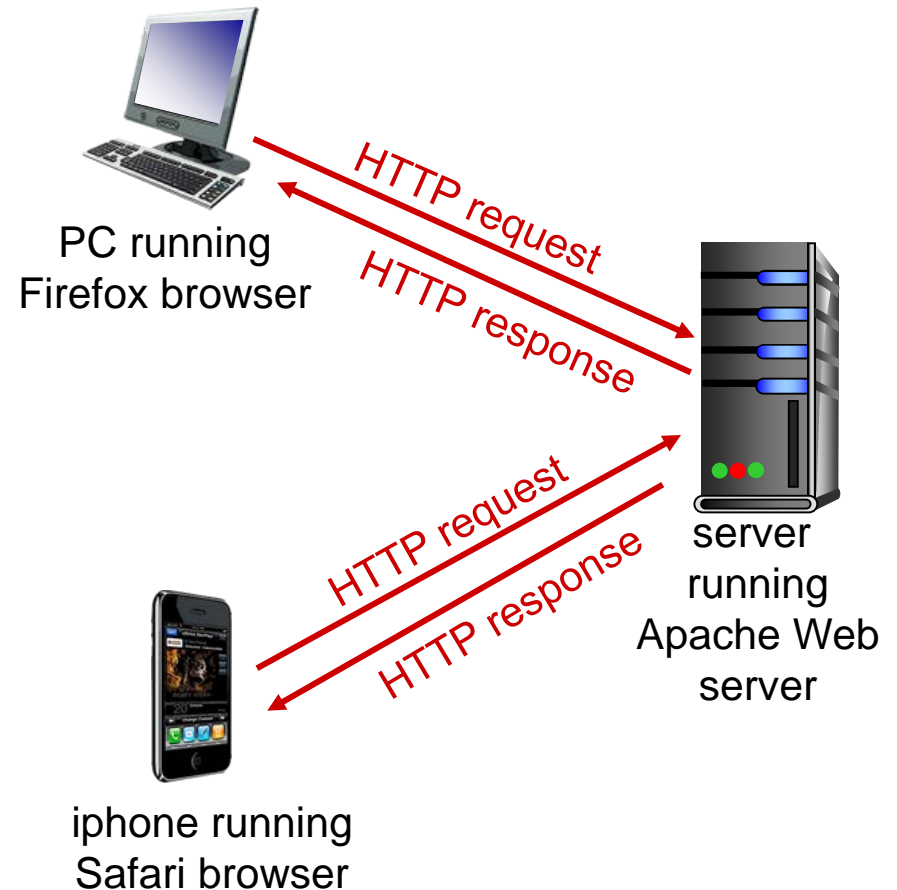 HTTP request
HTTP response
PC running
Firefox browser
HTTP request
HTTP response
server
running
Apache Web
server
iphone running
Safari browser